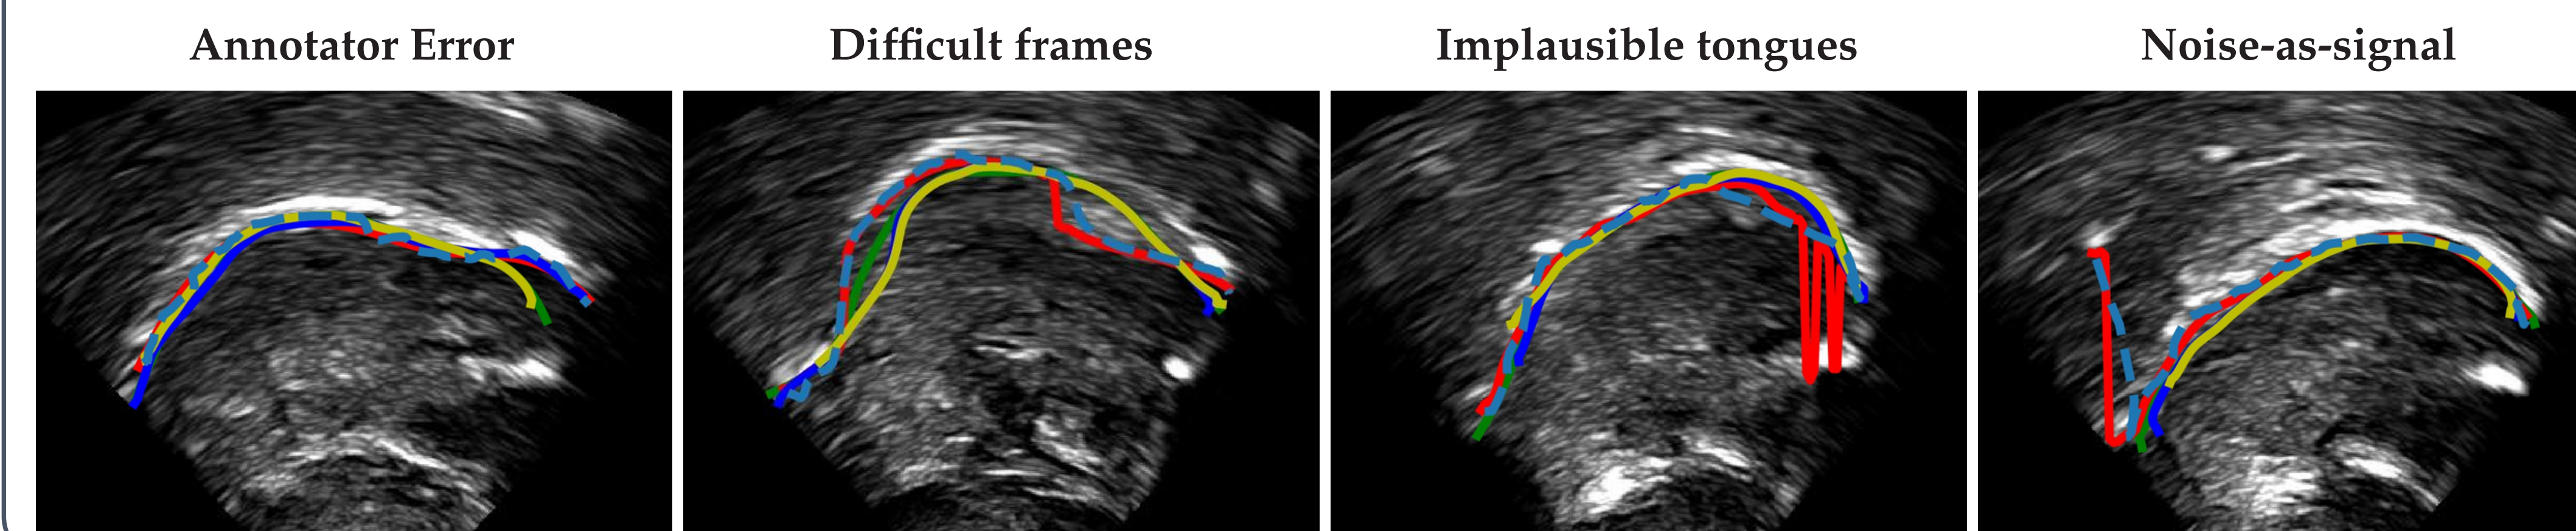 Annotator Error
Difficult frames
Implausible tongues
Noise-as-signal